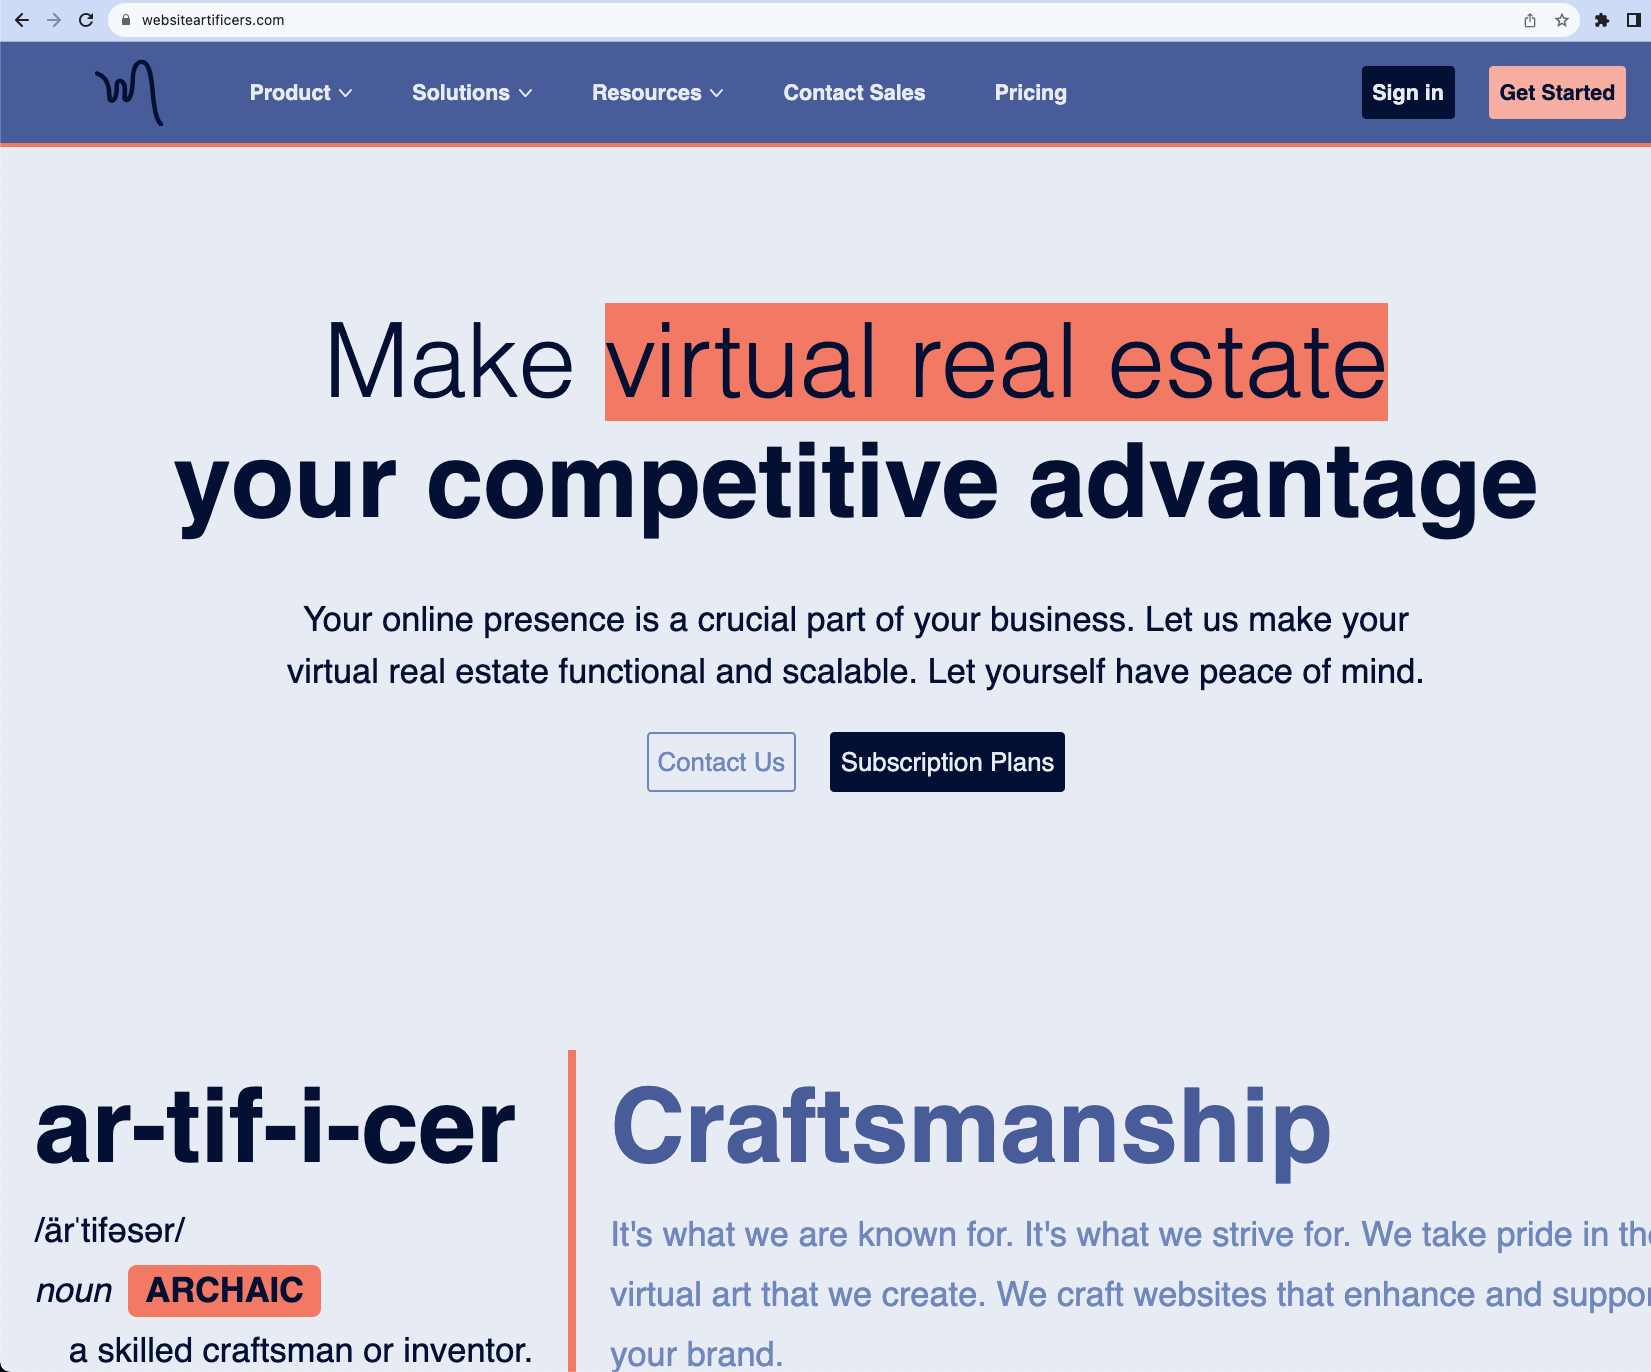 websiteartificers.com
Product Solutions Resources Contact Sales Pricing Sign in Get Started
Make virtual real estate
your competitive advantage
Your online presence is a crucial part of your business. Let us make your
virtual real estate functional and scalable. Let yourself have peace of mind.
Contact Us Subscription Plans
ar-tif-i-cer
/ärˈtifəsər/
noun ARCHAIC
a skilled craftsman or inventor.
Craftsmanship
It's what we are known for. It's what we strive for. We take pride in
virtual art that we create. We craft websites that enhance and
your brand.